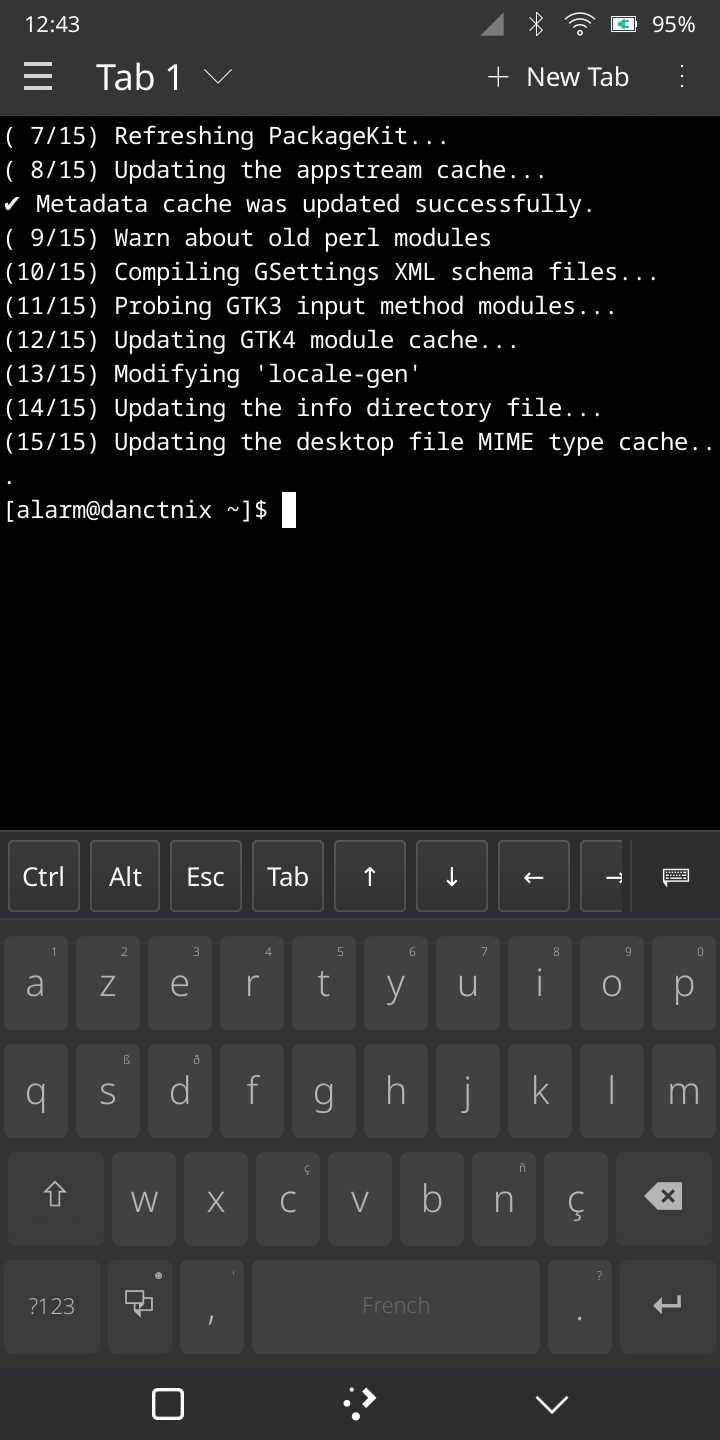 12:43 95%
Tab 1 + New Tab
( 7/15) Refreshing PackageKit...
( 8/15) Updating the appstream cache...
✔ Metadata cache was updated successfully.
( 9/15) Warn about old perl modules
(10/15) Compiling GSettings XML schema files...
(11/15) Probing GTK3 input method modules...
(12/15) Updating GTK4 module cache...
(13/15) Modifying 'locale-gen'
(14/15) Updating the info directory file...
(15/15) Updating the desktop file MIME type cache..
.
[alarm@danctnix ~]$
Ctrl Alt Esc Tab ↑ ↓ ← →
1 2 3 4 5 6 7 8 9 0
a z e r t y u i o p
ß ð
q s d f g h j k l m
ç ñ
w x c v b n ç
' ?
?123 , French .